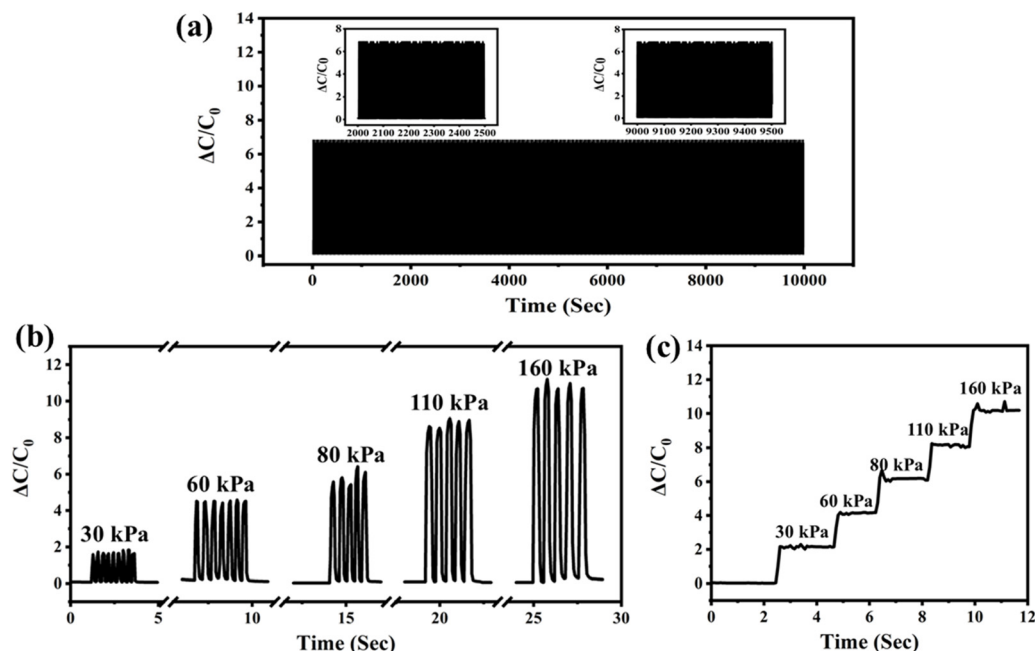 (a)
14
12
10
8
6
4
2
0
ΔC/C0
0 2000 4000 6000 8000 10000
Time (Sec)
8
6
4
2
0
ΔC/C0
2000 2100 2200 2300 2400 2500
8
6
4
2
0
ΔC/C0
9000 9100 9200 9300 9400 9500
(b)
12
10
8
6
4
2
0
ΔC/C0
30 kPa
60 kPa
80 kPa
110 kPa
160 kPa
0 5 10 15 20 25 30
Time (Sec)
(c)
14
12
10
8
6
4
2
0
ΔC/C0
30 kPa
60 kPa
80 kPa
110 kPa
160 kPa
0 2 4 6 8 10 12
Time (Sec)